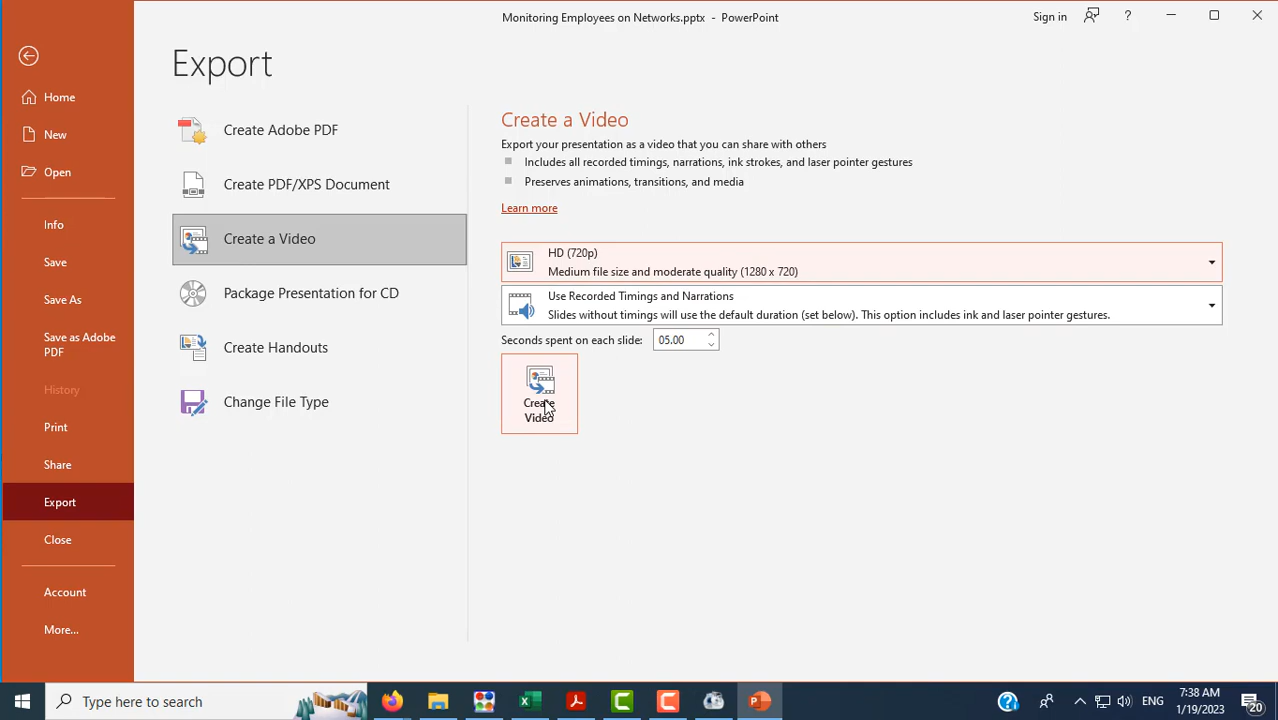 Monitoring Employees on Networks.pptx - PowerPoint
Sign in
?
Export
Home
New
Open
Info
Save
Save As
Save as Adobe
PDF
History
Print
Share
Export
Close
Account
More...
Create Adobe PDF
Create PDF/XPS Document
Create a Video
Package Presentation for CD
Create Handouts
Change File Type
Create a Video
Export your presentation as a video that you can share with others
Includes all recorded timings, narrations, ink strokes, and laser pointer gestures
Preserves animations, transitions, and media
Learn more
HD (720p)
Medium file size and moderate quality (1280 x 720)
Use Recorded Timings and Narrations
Slides without timings will use the default duration (set below). This option includes ink and laser pointer gestures.
Seconds spent on each slide: 05.00
Create
Video
Type here to search
ENG
7:38 AM
1/19/2023
20